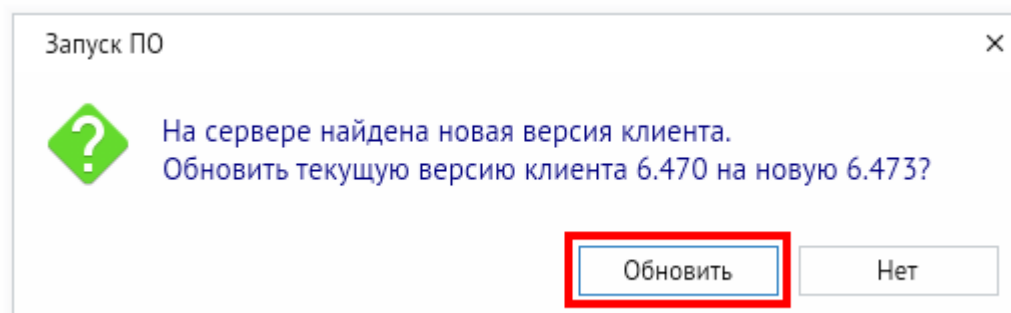 Запуск ПО
На сервере найдена новая версия клиента.
Обновить текущую версию клиента 6.470 на новую 6.473?
Обновить
Нет